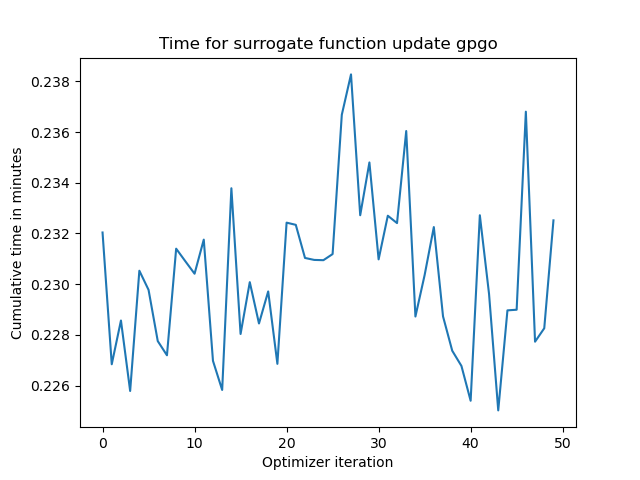 Time for surrogate function update gpgo
Cumulative time in minutes
0.238
0.236
0.234
0.232
0.230
0.228
0.226
0 10 20 30 40 50
Optimizer iteration